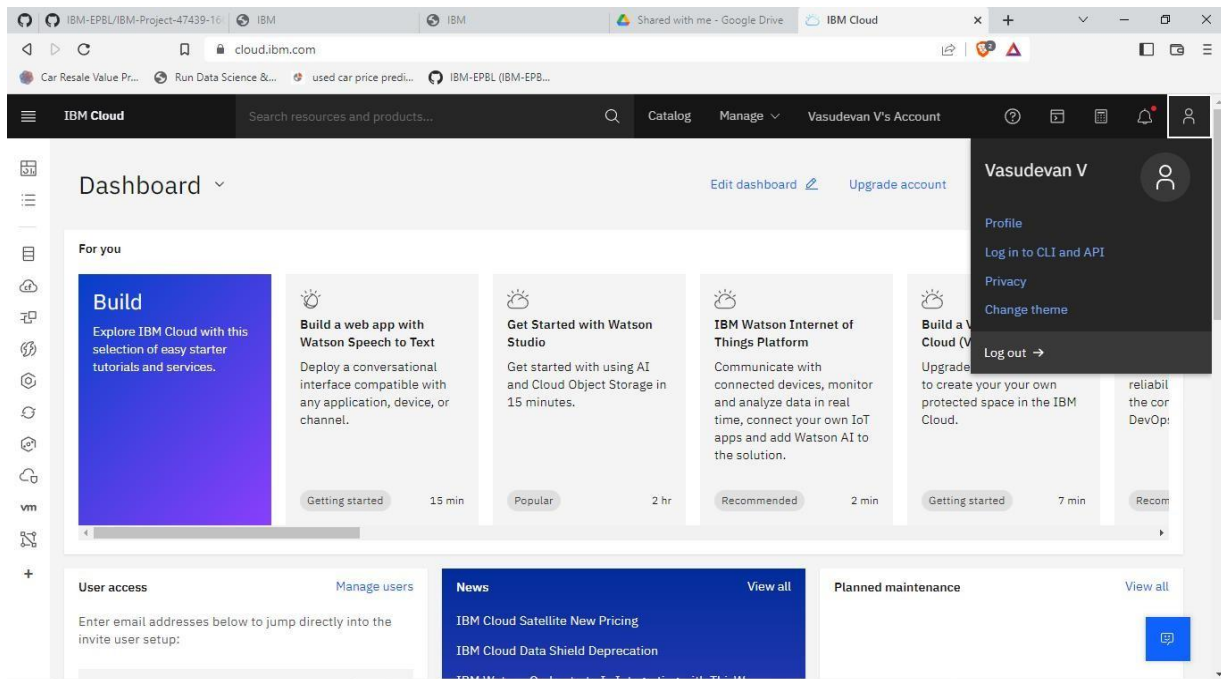 IBM-EPBL/IBM-Project-47439-16
IBM
IBM
Shared with me - Google Drive
IBM Cloud
cloud.ibm.com
Car Resale Value Pr...
Run Data Science &...
used car price predi...
IBM-EPBL (IBM-EPB...
IBM Cloud
Search resources and products...
Catalog
Manage
Vasudevan V's Account
Vasudevan V
Profile
Log in to CLI and API
Privacy
Change theme
Log out →
Dashboard
Edit dashboard
Upgrade account
For you
Build
Explore IBM Cloud with this
selection of easy starter
tutorials and services.
Build a web app with
Watson Speech to Text
Deploy a conversational
interface compatible with
any application, device, or
channel.
Getting started
15 min
Get Started with Watson
Studio
Get started with using AI
and Cloud Object Storage in
15 minutes.
Popular
2 hr
IBM Watson Internet of
Things Platform
Communicate with
connected devices, monitor
and analyze data in real
time, connect your own IoT
apps and add Watson AI to
the solution.
Recommended
2 min
Build a V
Cloud (V
Upgrade
to create your your own
protected space in the IBM
Cloud.
Getting started
7 min
reliabil
the cor
DevOps
Recom
vm
User access
Manage users
Enter email addresses below to jump directly into the
invite user setup:
News
View all
IBM Cloud Satellite New Pricing
IBM Cloud Data Shield Deprecation
Planned maintenance
View all